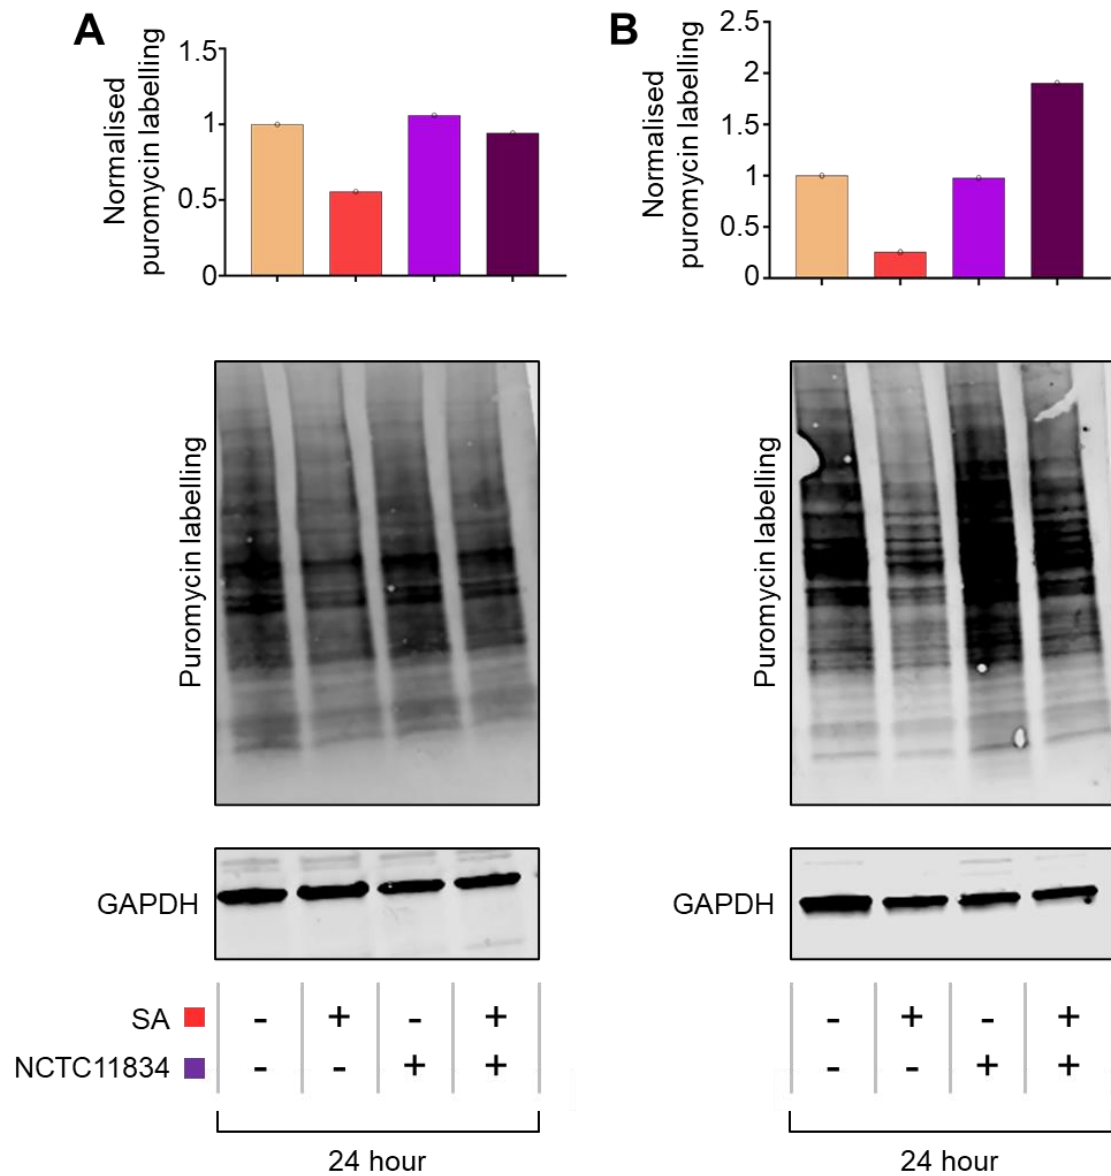 A
Normalised
puromycin labelling
1.5
1
0.5
0
B
Normalised
puromycin labelling
2.5
2
1.5
1
0.5
0
Puromycin labelling
Puromycin labelling
GAPDH
GAPDH
SA - + - +
NCTC11834 - - + +
24 hour
- + - +
- - + +
24 hour